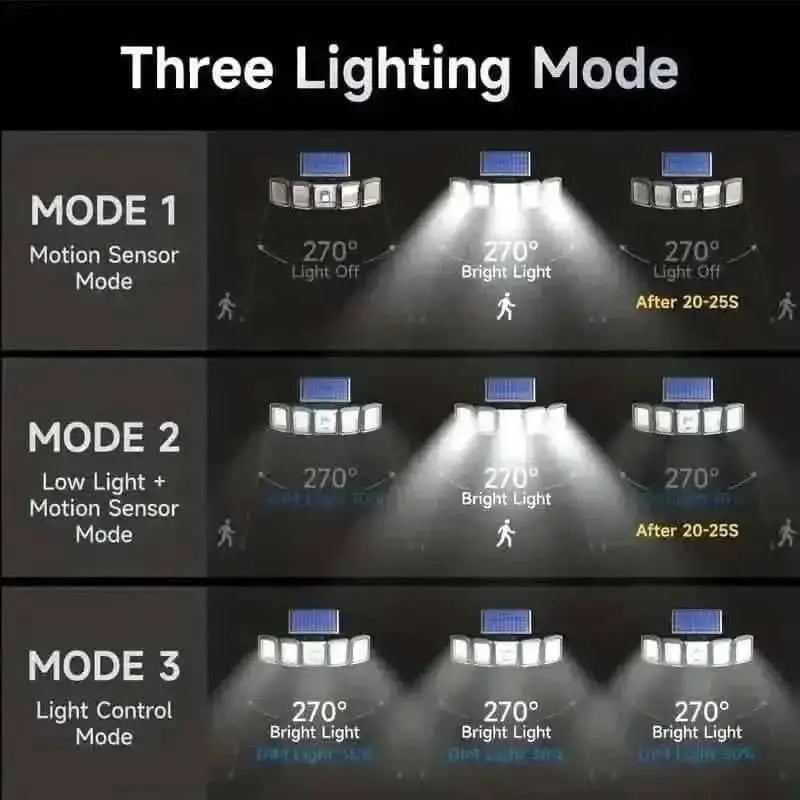 Three Lighting Mode
MODE 1
Motion Sensor
Mode
270°
Light Off
270°
Bright Light
270°
Light Off
After 20-25S
MODE 2
Low Light +
Motion Sensor
Mode
270°
270°
Bright Light
270°
After 20-25S
MODE 3
Light Control
Mode
270°
Bright Light
270°
Bright Light
270°
Bright Light